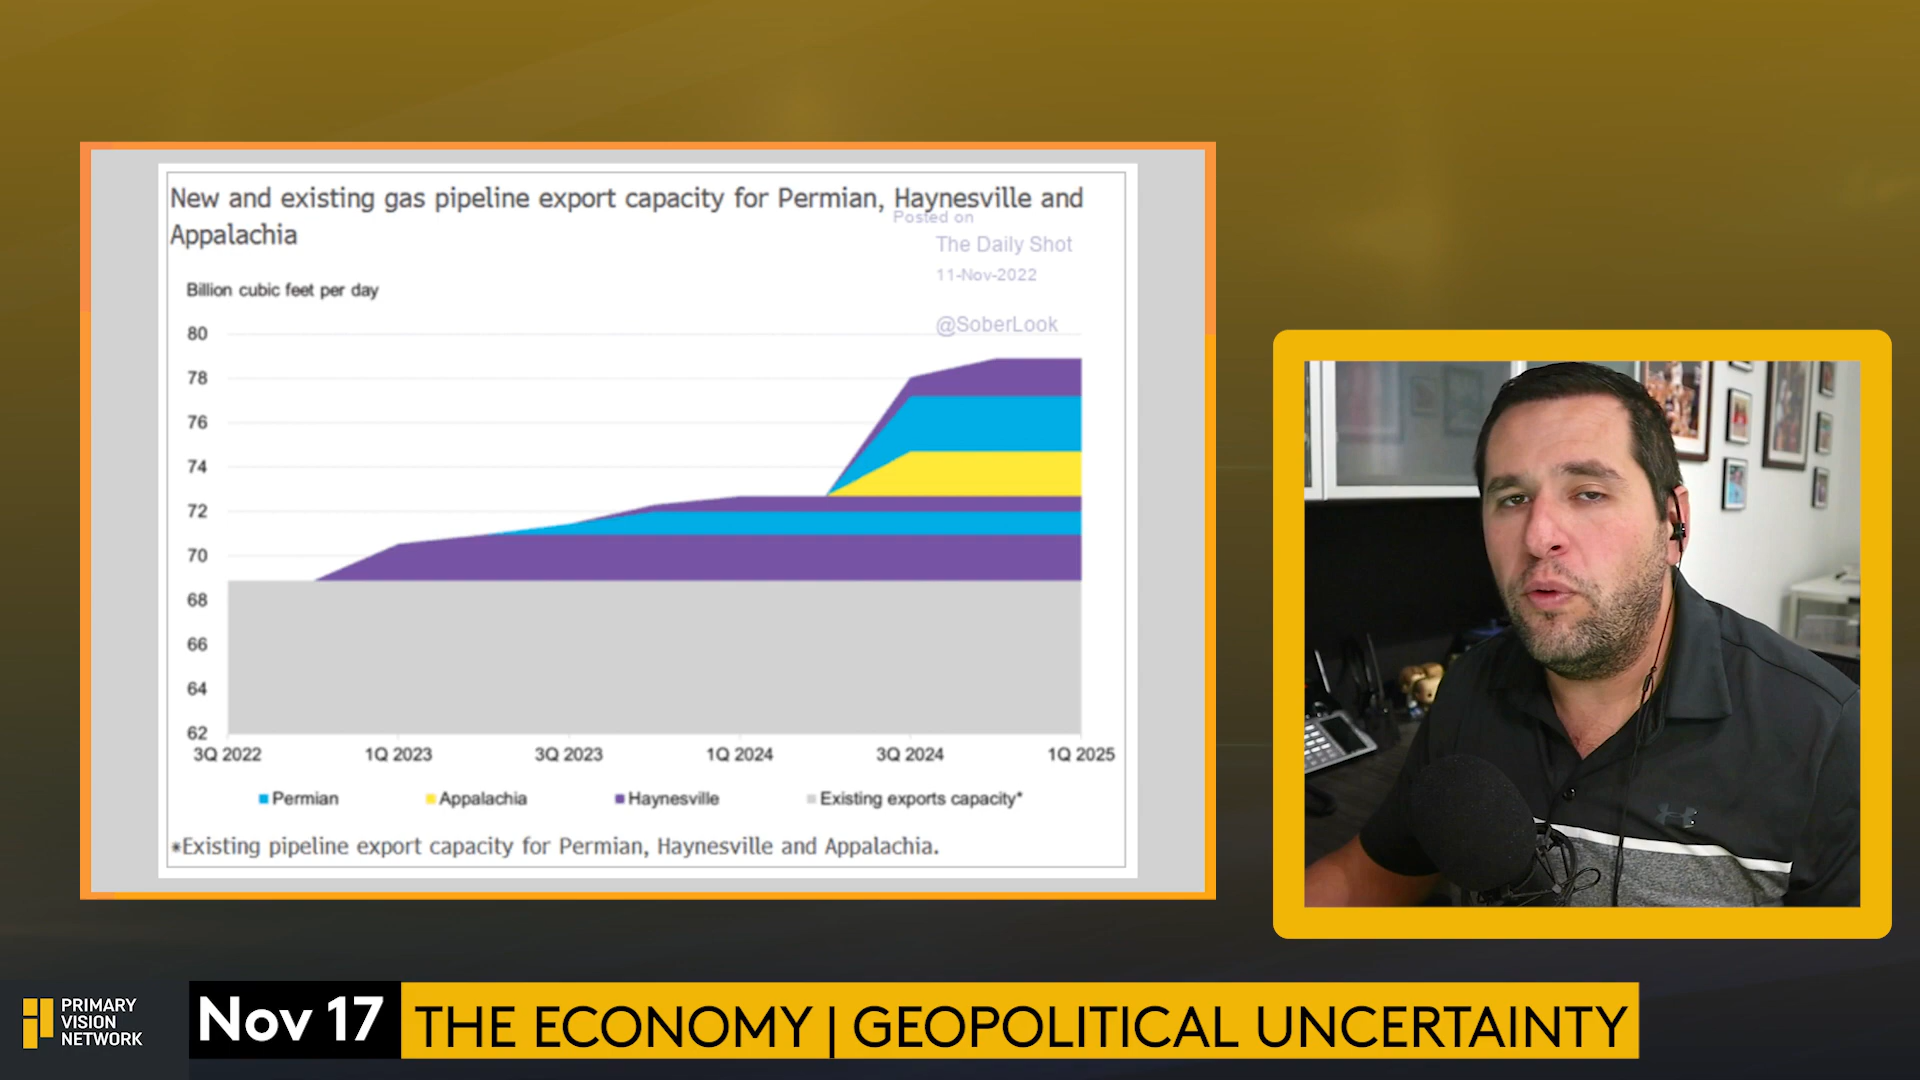 New and existing gas pipeline export capacity for Permian, Haynesville and
Appalachia
Posted on
The Daily Shot
11-Nov-2022
@SoberLook
Billion cubic feet per day
80
78
76
74
72
70
68
66
64
62
3Q 2022
1Q 2023
3Q 2023
1Q 2024
3Q 2024
1Q 2025
Permian
Appalachia
Haynesville
Existing exports capacity*
*Existing pipeline export capacity for Permian, Haynesville and Appalachia.
PRIMARY
VISION
NETWORK
Nov 17
THE ECONOMY | GEOPOLITICAL UNCERTAINTY